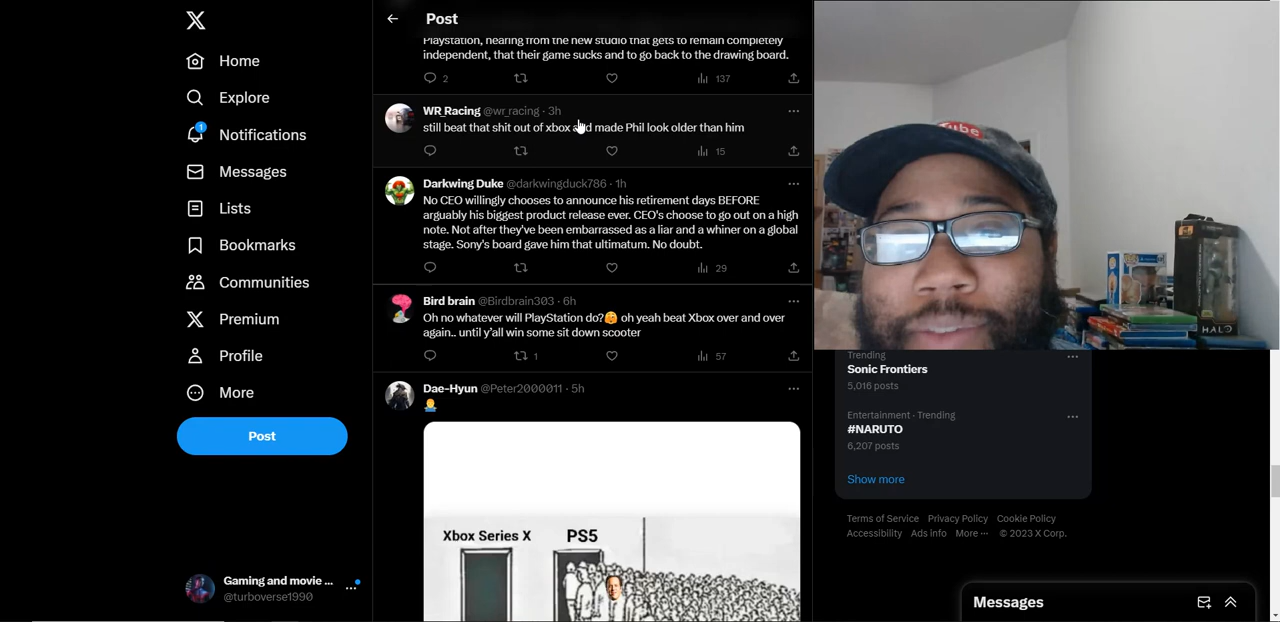 Post
PlayStation, hearing from the new studio that gets to remain completely
independent, that their game sucks and to go back to the drawing board.
2
137
WR_Racing @wr_racing · 3h
still beat that shit out of xbox and made Phil look older than him
15
Darkwing Duke @darkwingduck786 · 1h
No CEO willingly chooses to announce his retirement days BEFORE
arguably his biggest product release ever. CEO's choose to go out on a high
note. Not after they've been embarrassed as a liar and a whiner on a global
stage. Sony's board gave him that ultimatum. No doubt.
29
Bird brain @Birdbrain303 · 6h
Oh no whatever will PlayStation do?🥴 oh yeah beat Xbox over and over
again.. until y'all win some sit down scooter
1
57
Dae-Hyun @Peter2000011 · 5h
Xbox Series X
PS5
Home
Explore
1
Notifications
Messages
Lists
Bookmarks
Communities
Premium
Profile
More
Post
Gaming and movie ...
@turboverse1990
Tube
HALO
Trending
Sonic Frontiers
5,016 posts
Entertainment · Trending
#NARUTO
6,207 posts
Show more
Terms of Service Privacy Policy Cookie Policy
Accessibility Ads info More ··· © 2023 X Corp.
Messages